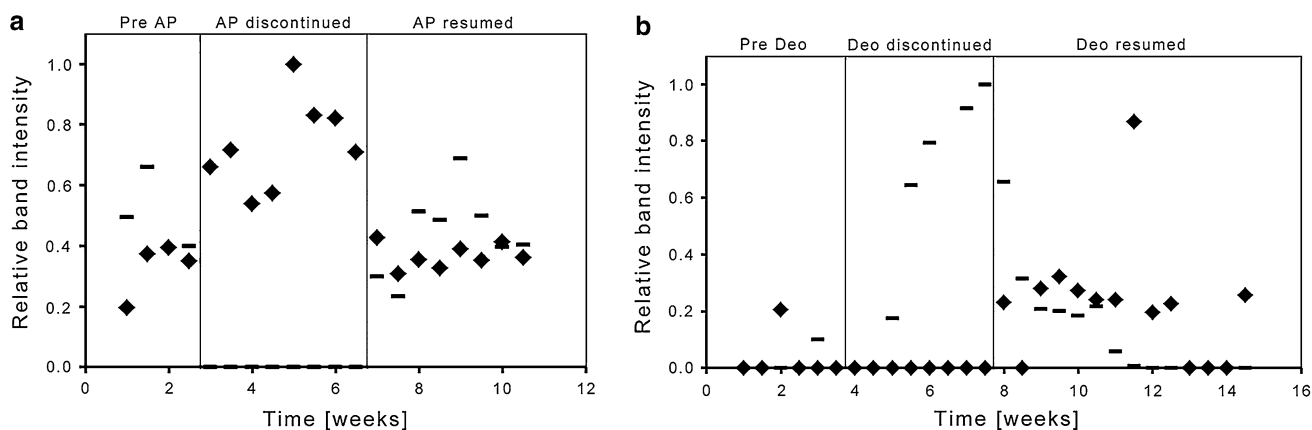 a
Pre AP AP discontinued AP resumed
Relative band intensity
1.0
0.8
0.6
0.4
0.2
0.0
0 2 4 6 8 10 12
Time [weeks]
b
Pre Deo Deo discontinued Deo resumed
Relative band intensity
1.0
0.8
0.6
0.4
0.2
0.0
0 2 4 6 8 10 12 14 16
Time [weeks]